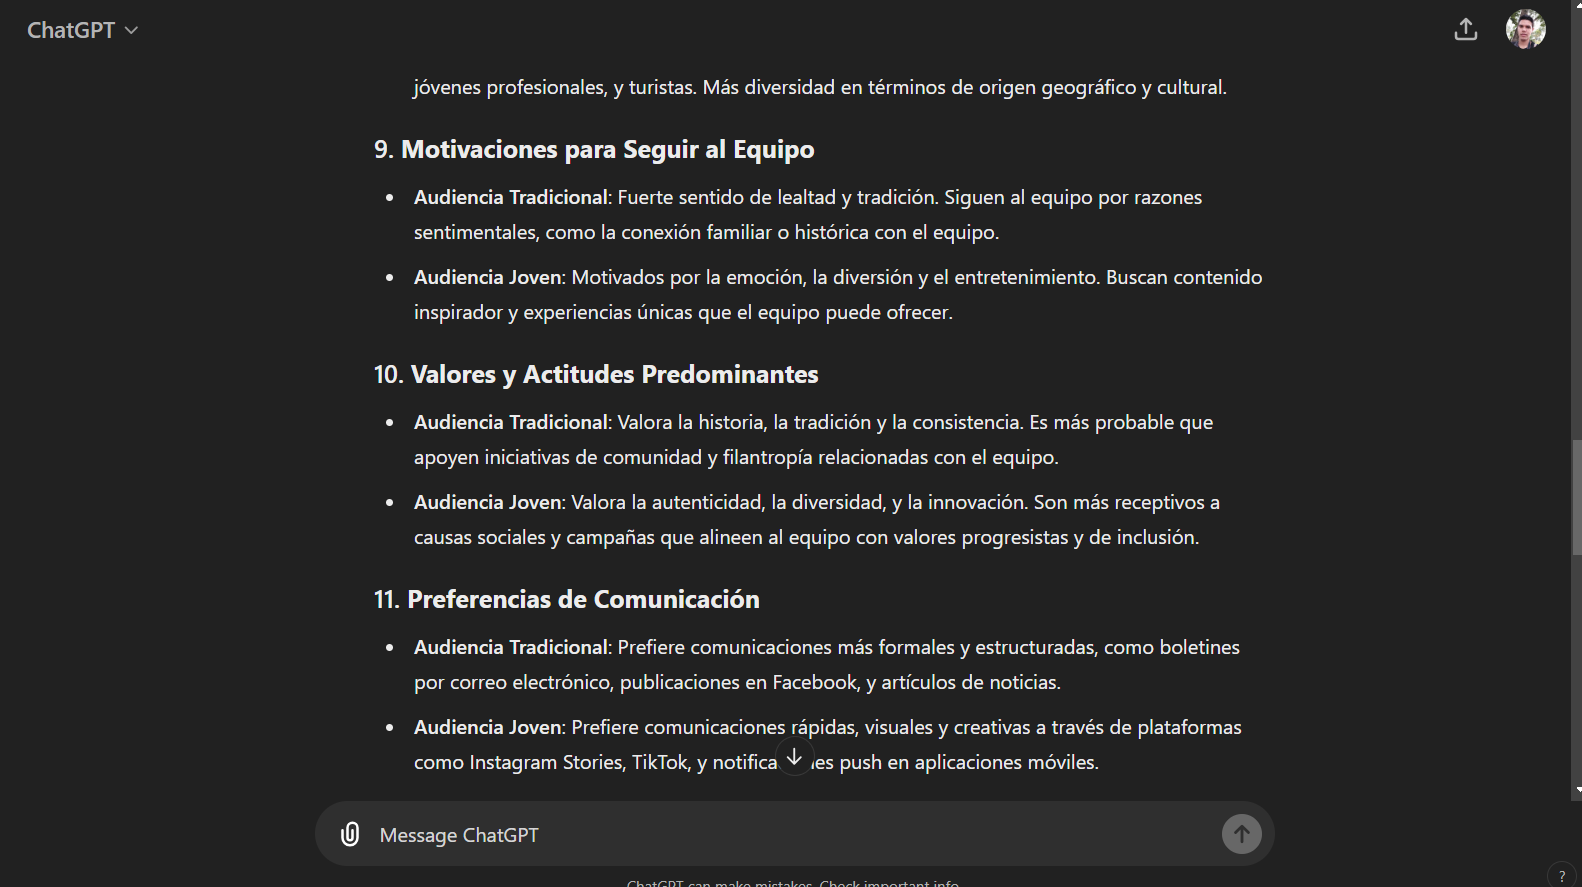 ChatGPT
jóvenes profesionales, y turistas. Más diversidad en términos de origen geográfico y cultural.
9. Motivaciones para Seguir al Equipo
• Audiencia Tradicional: Fuerte sentido de lealtad y tradición. Siguen al equipo por razones
sentimentales, como la conexión familiar o histórica con el equipo.
• Audiencia Joven: Motivados por la emoción, la diversión y el entretenimiento. Buscan contenido
inspirador y experiencias únicas que el equipo puede ofrecer.
10. Valores y Actitudes Predominantes
• Audiencia Tradicional: Valora la historia, la tradición y la consistencia. Es más probable que
apoyen iniciativas de comunidad y filantropía relacionadas con el equipo.
• Audiencia Joven: Valora la autenticidad, la diversidad, y la innovación. Son más receptivos a
causas sociales y campañas que alineen al equipo con valores progresistas y de inclusión.
11. Preferencias de Comunicación
• Audiencia Tradicional: Prefiere comunicaciones más formales y estructuradas, como boletines
por correo electrónico, publicaciones en Facebook, y artículos de noticias.
• Audiencia Joven: Prefiere comunicaciones rápidas, visuales y creativas a través de plataformas
como Instagram Stories, TikTok, y push en aplicaciones móviles.
Message ChatGPT
ChatGPT can make mistakes. Check important info.
?